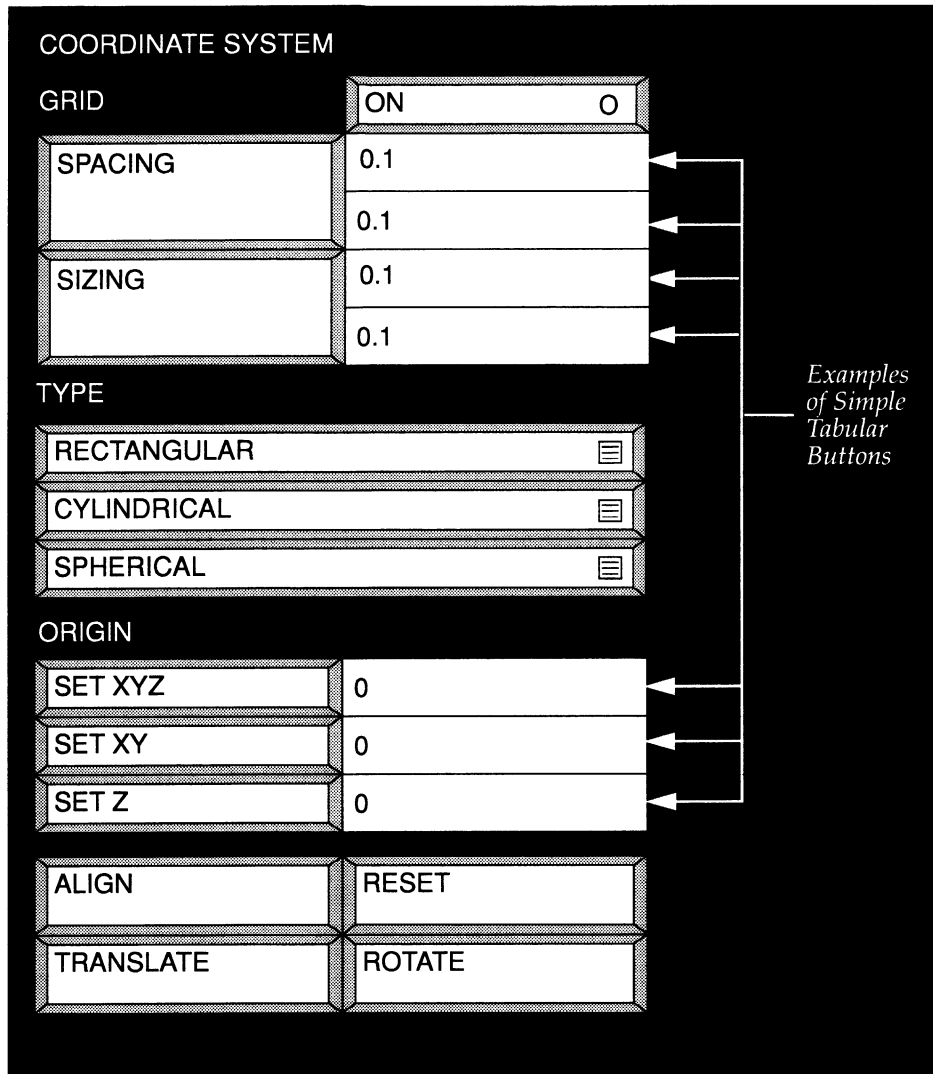 COORDINATE SYSTEM
GRID
ON O
SPACING
0.1
0.1
SIZING
0.1
0.1
TYPE
RECTANGULAR
CYLINDRICAL
SPHERICAL
ORIGIN
SET XYZ 0
SET XY 0
SET Z 0
ALIGN RESET
TRANSLATE ROTATE
Examples
of Simple
Tabular
Buttons